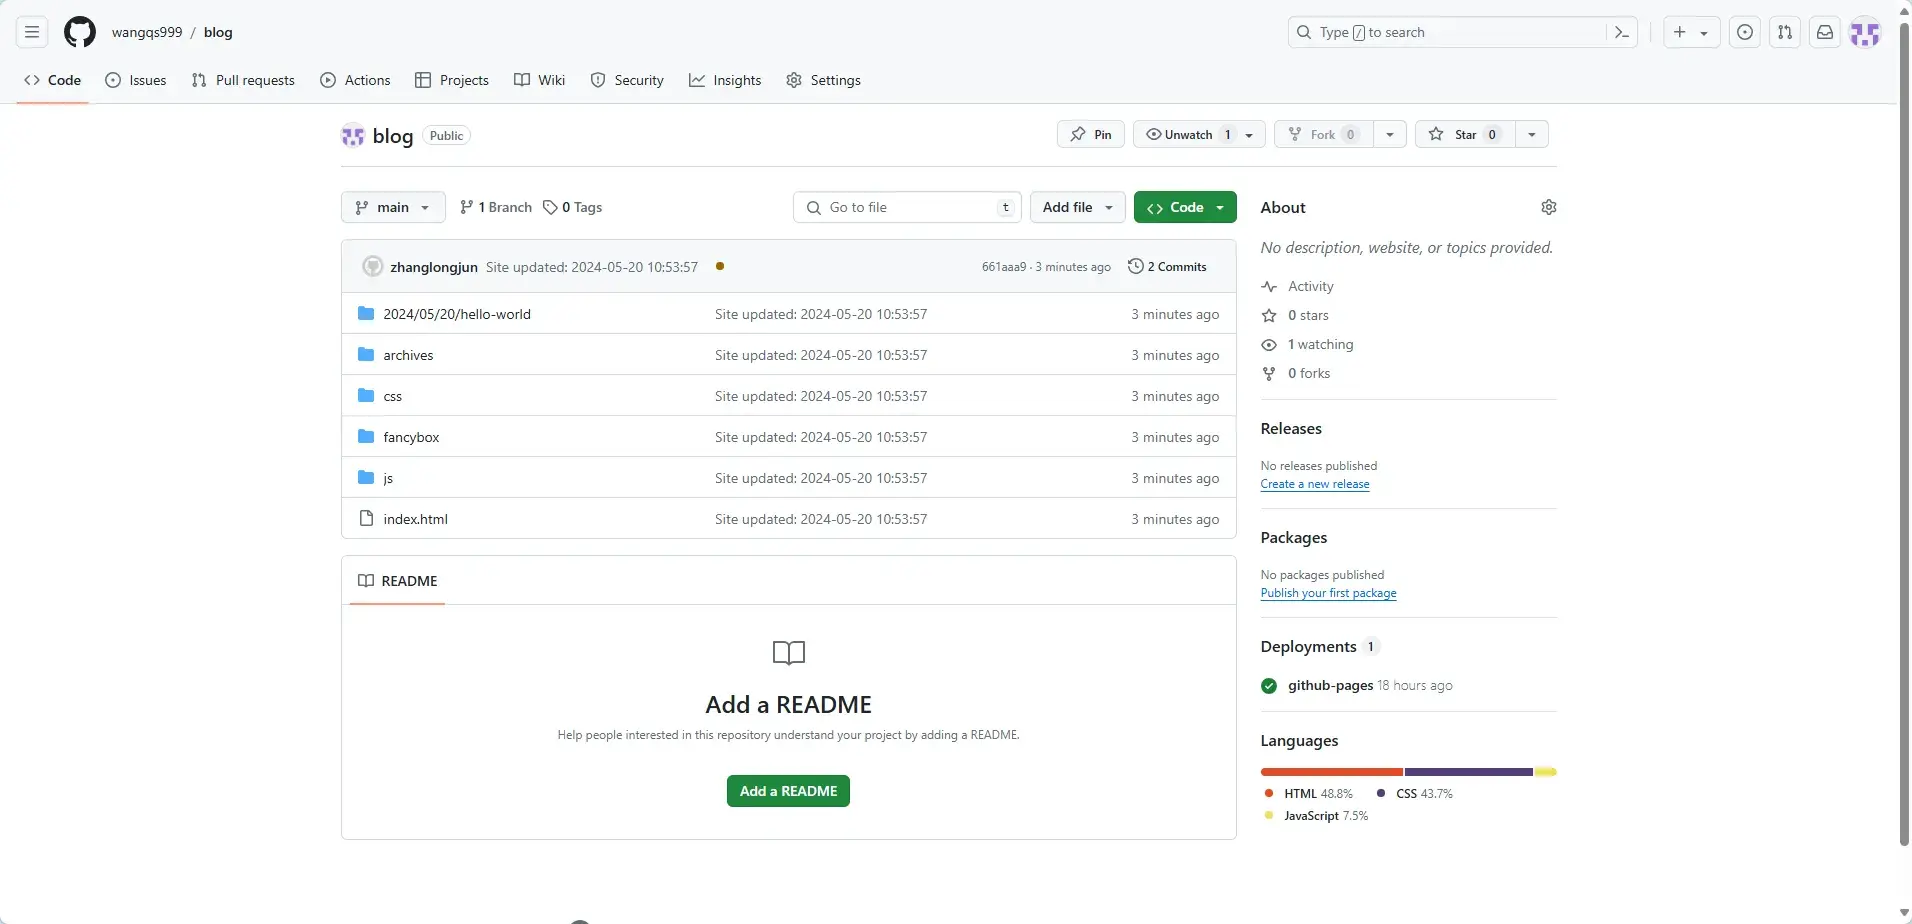 wangqs999 / blog
Type / to search
Code Issues Pull requests Actions Projects Wiki Security Insights Settings
blog Public
Pin Unwatch 1 Fork 0 Star 0
main 1 Branch 0 Tags Go to file t Add file Code
zhanglongjun Site updated: 2024-05-20 10:53:57 661aaa9 · 3 minutes ago 2 Commits
2024/05/20/hello-world Site updated: 2024-05-20 10:53:57 3 minutes ago
archives Site updated: 2024-05-20 10:53:57 3 minutes ago
css Site updated: 2024-05-20 10:53:57 3 minutes ago
fancybox Site updated: 2024-05-20 10:53:57 3 minutes ago
js Site updated: 2024-05-20 10:53:57 3 minutes ago
index.html Site updated: 2024-05-20 10:53:57 3 minutes ago
README
Add a README
Help people interested in this repository understand your project by adding a README.
Add a README
About
No description, website, or topics provided.
Activity
0 stars
1 watching
0 forks
Releases
No releases published
Create a new release
Packages
No packages published
Publish your first package
Deployments 1
github-pages 18 hours ago
Languages
HTML 48.8% CSS 43.7%
JavaScript 7.5%